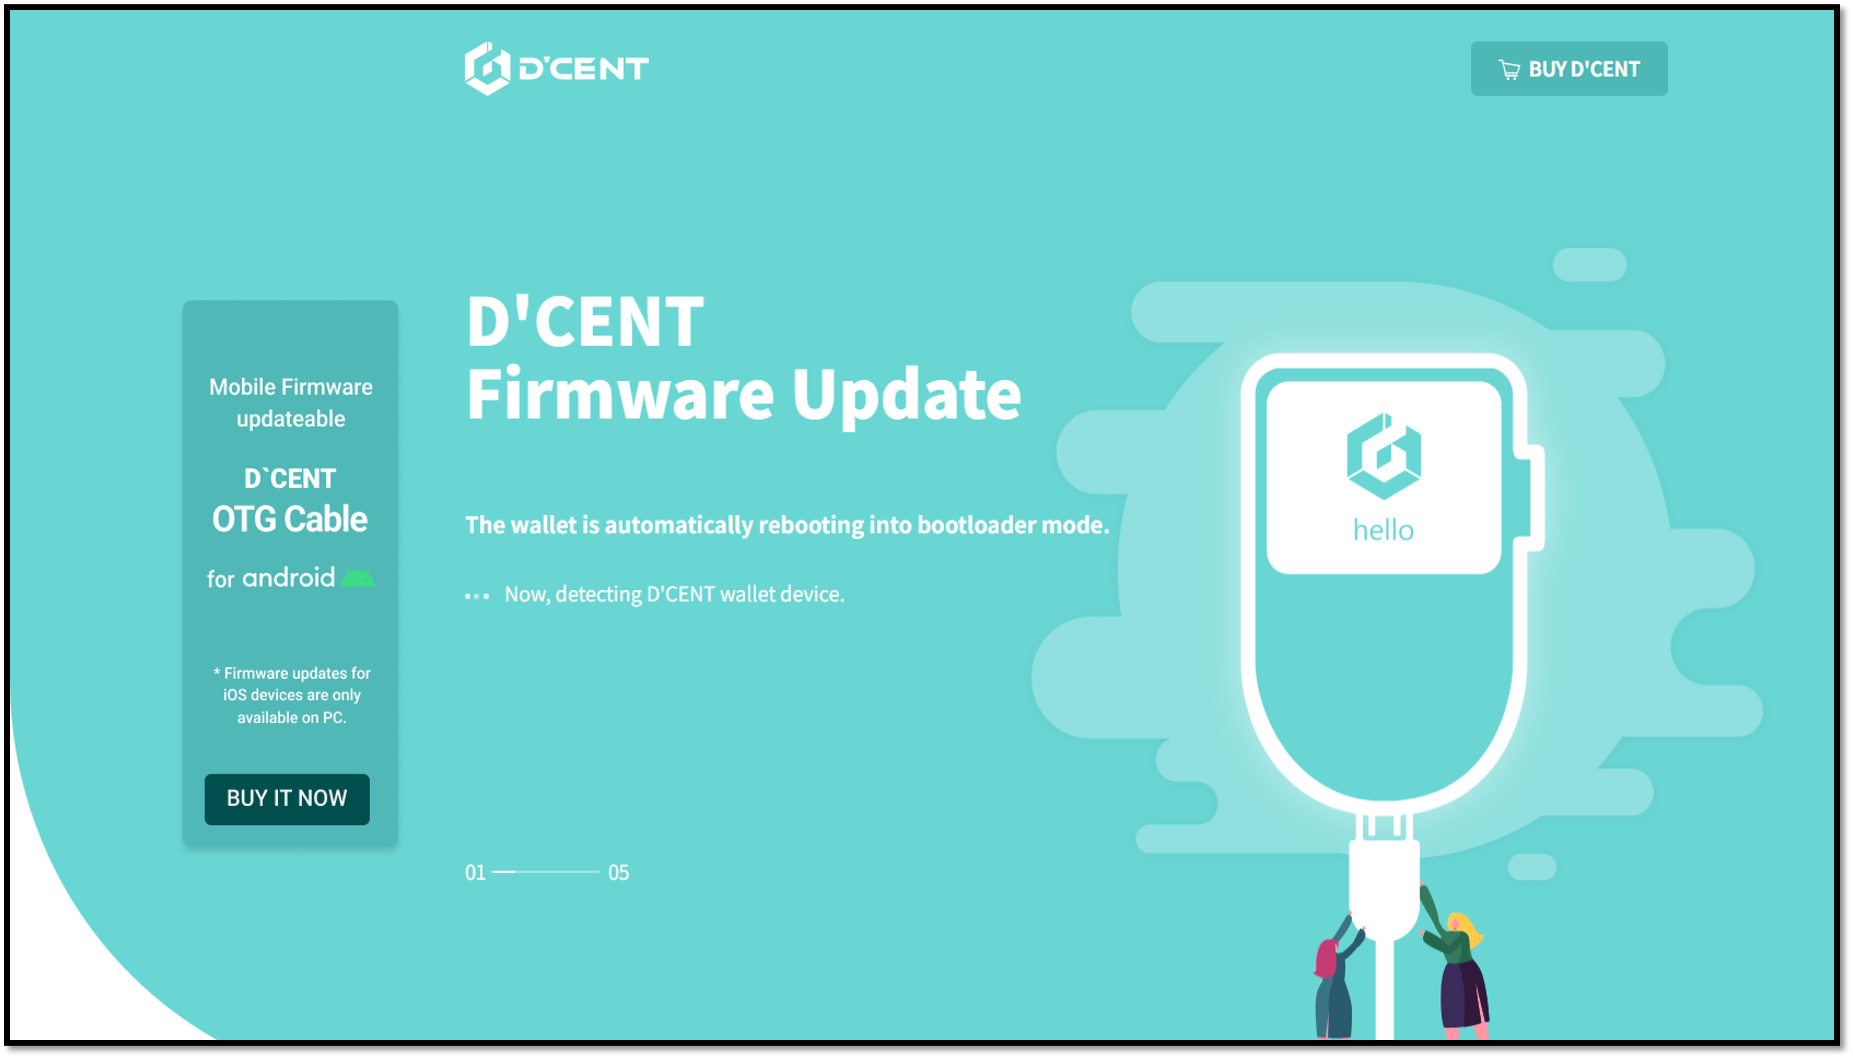 D'CENT
BUY D'CENT
Mobile Firmware
updateable
D`CENT
OTG Cable
for android
* Firmware updates for
iOS devices are only
available on PC.
BUY IT NOW
D'CENT
Firmware Update
The wallet is automatically rebooting into bootloader mode.
Now, detecting D'CENT wallet device.
01 05
hello